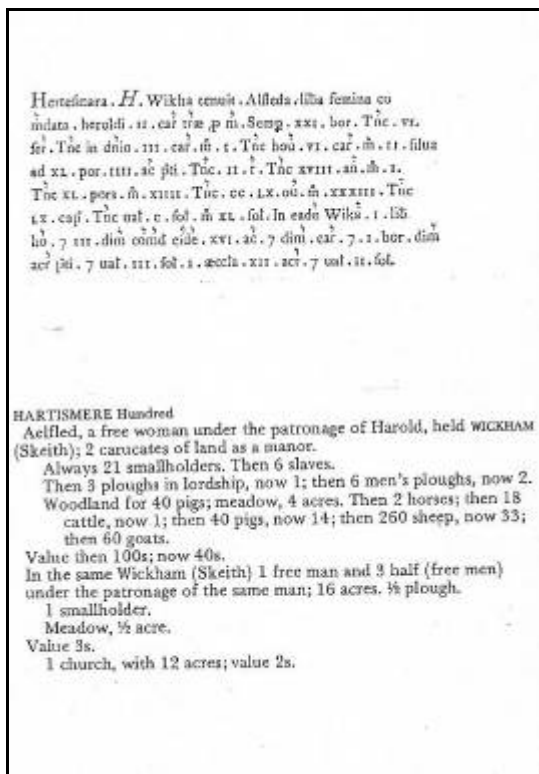 Hertesmara . H . Wikha tenuit . Alfleda . liba femina co
mdata . heroldi . II . car træ . p m . Semp . XXI . bor . Tnc . VI .
ser . Tnc in dnio . III . car . m . I . Tnc hou . VI . car . m . II . silua
ad XL . por . IIII . ac pti . Tnc . II . r . Tnc XVIII . an . m . I .
Tnc XL . pors . m . XIIII . Tnc . cc . LX . ou . m . XXXIII . Tnc
LX . cap . Tnc ual . c . sol . m XL . sol . In eade Wika . I . lib
ho . 7 III . dim comd eide . XVI . ac . 7 dim . car . 7 . I . bor . dim
acr pti . 7 ual . III . sol . I . æccla . XII . acr . 7 ual . II . sol .
HARTISMERE Hundred
Aelfled, a free woman under the patronage of Harold, held WICKHAM
(Skeith); 2 carucates of land as a manor.
Always 21 smallholders. Then 6 slaves.
Then 3 ploughs in lordship, now 1; then 6 men's ploughs, now 2.
Woodland for 40 pigs; meadow, 4 acres. Then 2 horses; then 18
cattle, now 1; then 40 pigs, now 14; then 260 sheep, now 33;
then 60 goats.
Value then 100s; now 40s.
In the same Wickham (Skeith) 1 free man and 3 half (free men)
under the patronage of the same man; 16 acres. ½ plough.
1 smallholder.
Meadow, ½ acre.
Value 3s.
1 church, with 12 acres; value 2s.